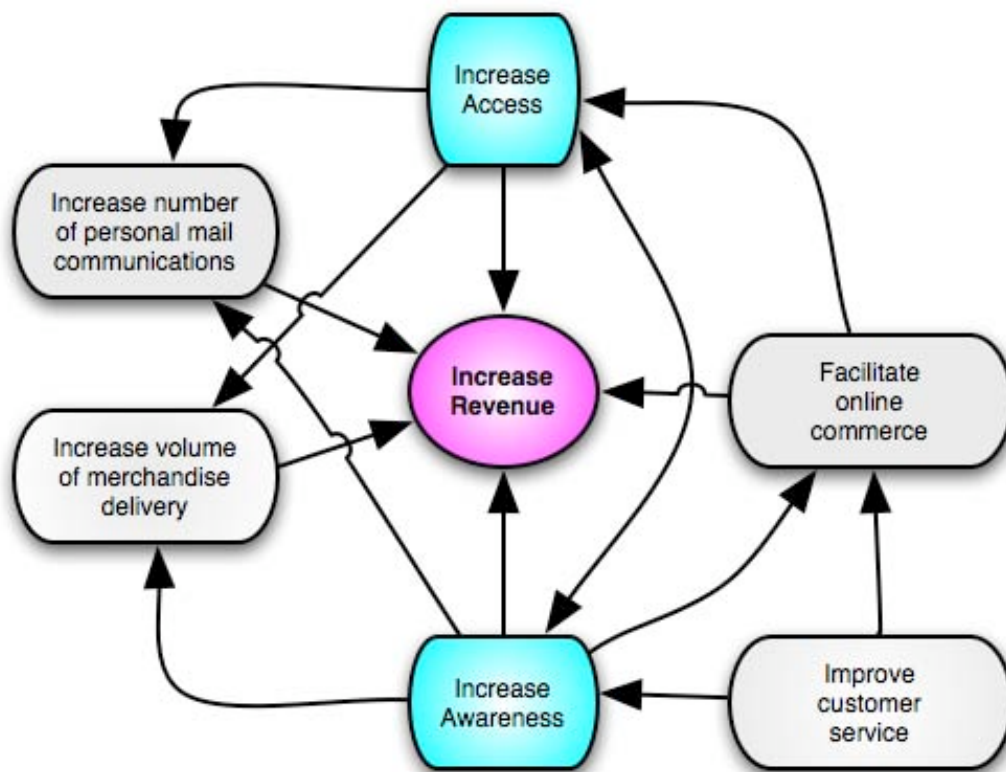 Increase
Access
Increase number
of personal mail
communications
Increase
Revenue
Facilitate
online
commerce
Increase volume
of merchandise
delivery
Increase
Awareness
Improve
customer
service